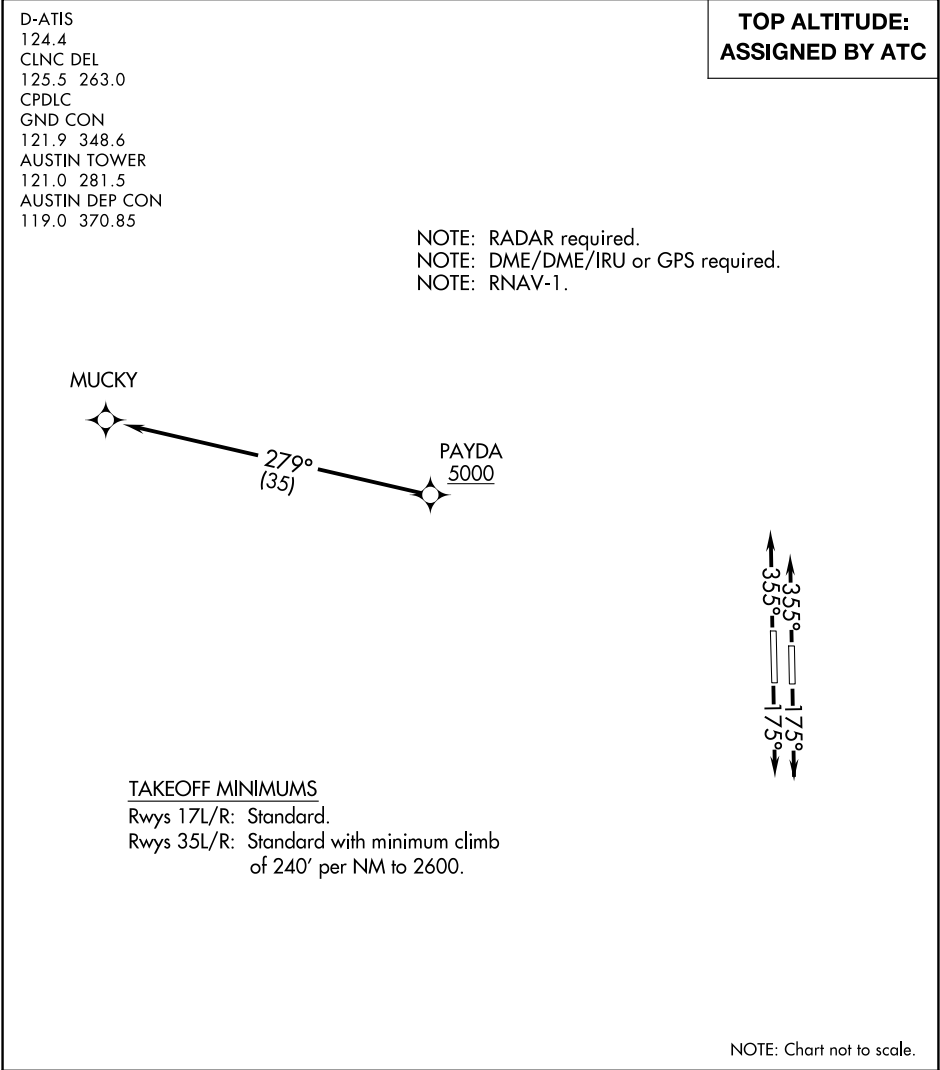 D-ATIS
124.4
CLNC DEL
125.5 263.0
CPDLC
GND CON
121.9 348.6
AUSTIN TOWER
121.0 281.5
AUSTIN DEP CON
119.0 370.85
TOP ALTITUDE:
ASSIGNED BY ATC
NOTE: RADAR required.
NOTE: DME/DME/IRU or GPS required.
NOTE: RNAV-1.
MUCKY
279°
(35)
PAYDA
5000
355°
355°
175°
175°
TAKEOFF MINIMUMS
Rwys 17L/R: Standard.
Rwys 35L/R: Standard with minimum climb
of 240' per NM to 2600.
NOTE: Chart not to scale.